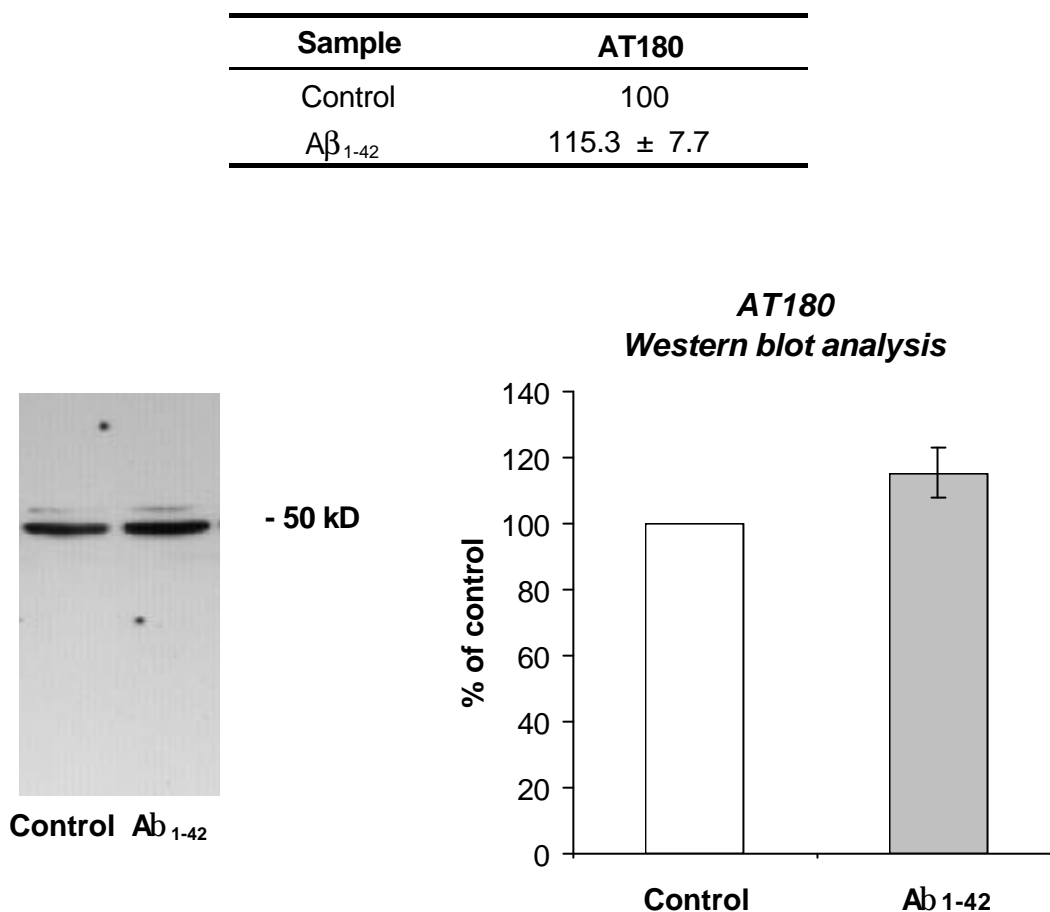 Sample AT180
Control 100
Aβ1-42 115.3 ± 7.7
AT180
Western blot analysis
- 50 kD
Control Ab 1-42
% of control
140
120
100
80
60
40
20
0
Control Ab 1-42